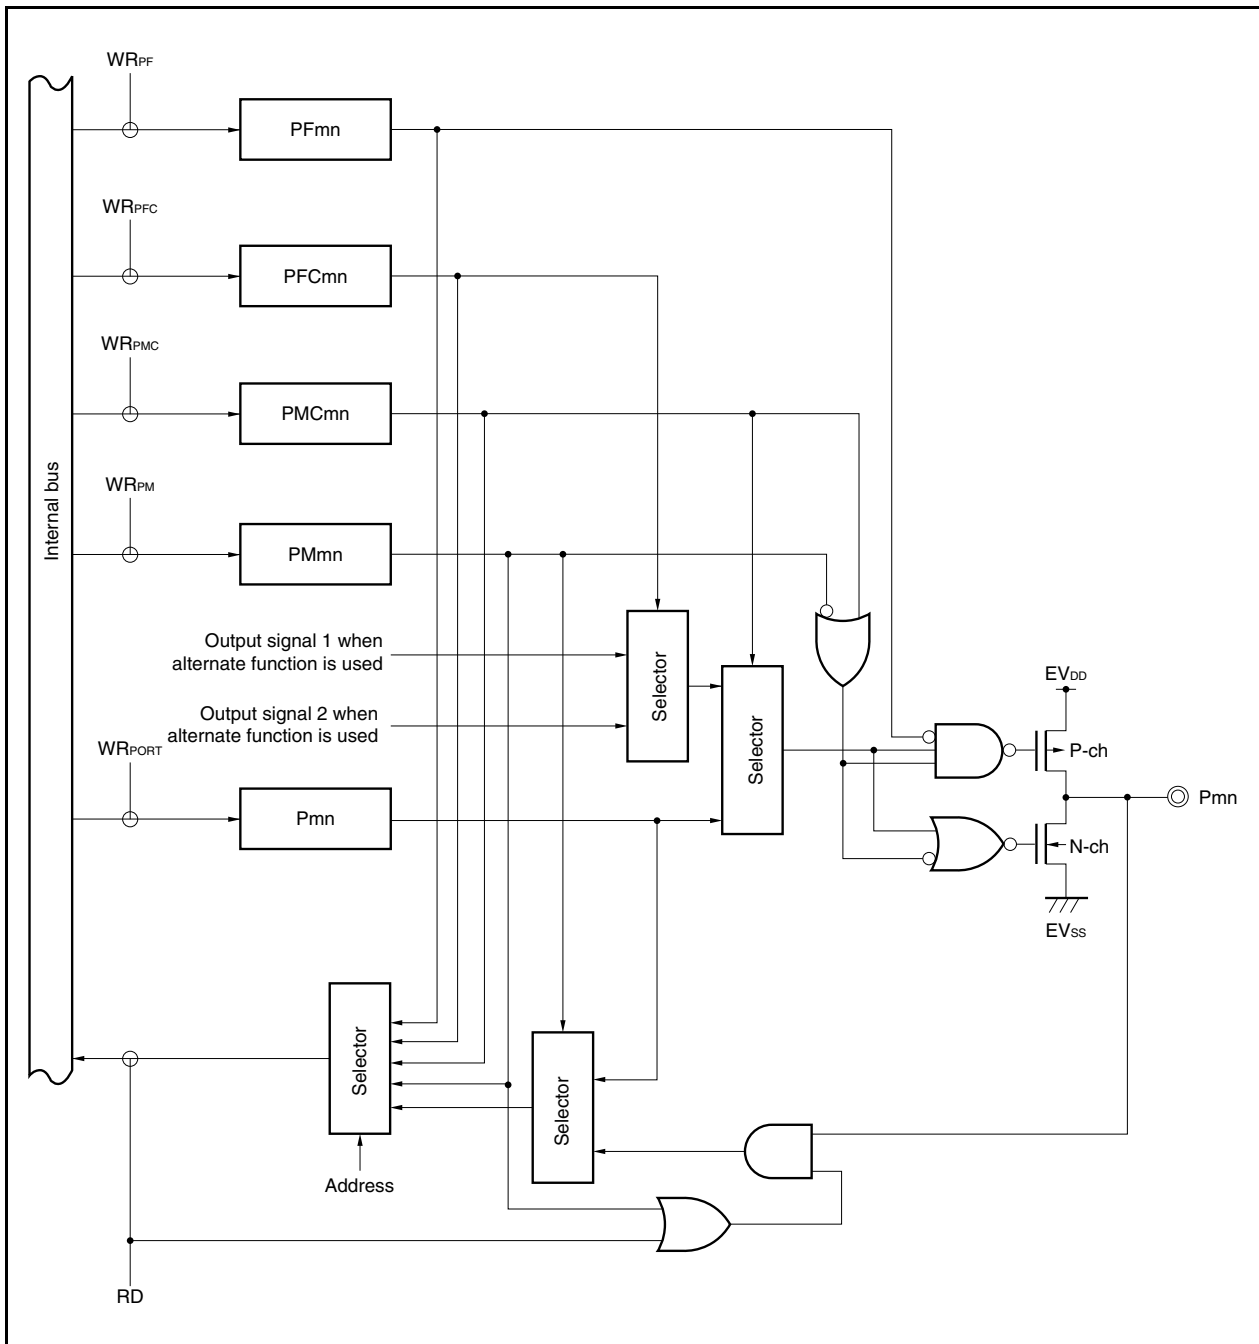 WRPF
PFmn
WRPFC
PFCmn
WRPMC
PMCmn
Internal bus
WRPM
PMmn
Output signal 1 when
alternate function is used
Selector
Output signal 2 when
alternate function is used
Selector
EVDD
P-ch
WRPORT
Pmn
Pmn
N-ch
EVSS
Selector
Selector
Address
RD